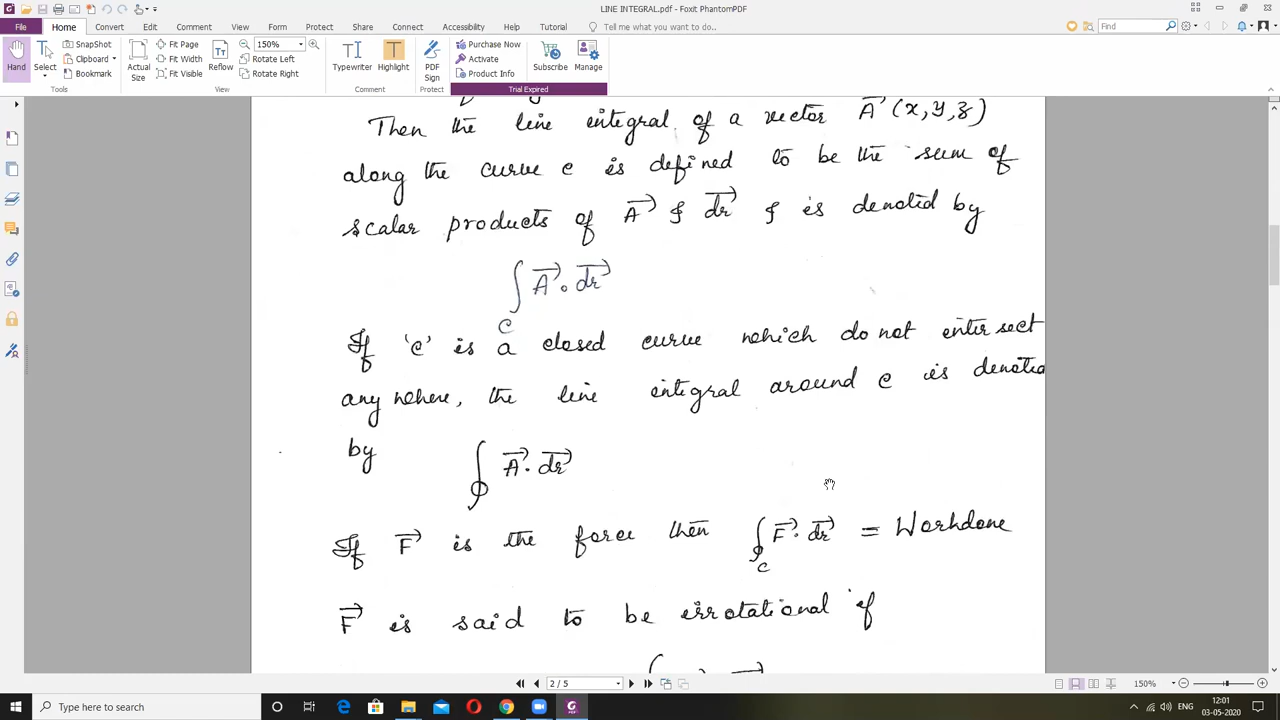 LINE INTEGRAL.pdf - Foxit PhantomPDF
File Home Convert Edit Organize Comment View Form Protect Share Connect Accessibility Help Tutorial Tell me what you want to do.. Find
Hand Select SnapShot Clipboard Bookmark Actual Size Fit Page Fit Width Fit Visible Reflow 150% Rotate Left Rotate Right Typewriter Highlight PDF Sign Purchase Now Activate Product Info Subscribe Manage
Tools View Comment Protect Trial Expired
Then the line integral of a vector A⃗ (x, y, z)
along the curve c is defined to be the sum of
scalar products of A⃗ & dr⃗ & is denoted by
∫ A⃗ . dr⃗
c
If 'c' is a closed curve which do not enter sect
any where, the line integral around c is denoted
by ∮ A⃗ . dr⃗
If F⃗ is the force then ∮c F⃗ . dr⃗ = Workdone
F⃗ is said to be irrotational if
2 / 5 150%
Type here to search ENG 12:01
03-05-2020